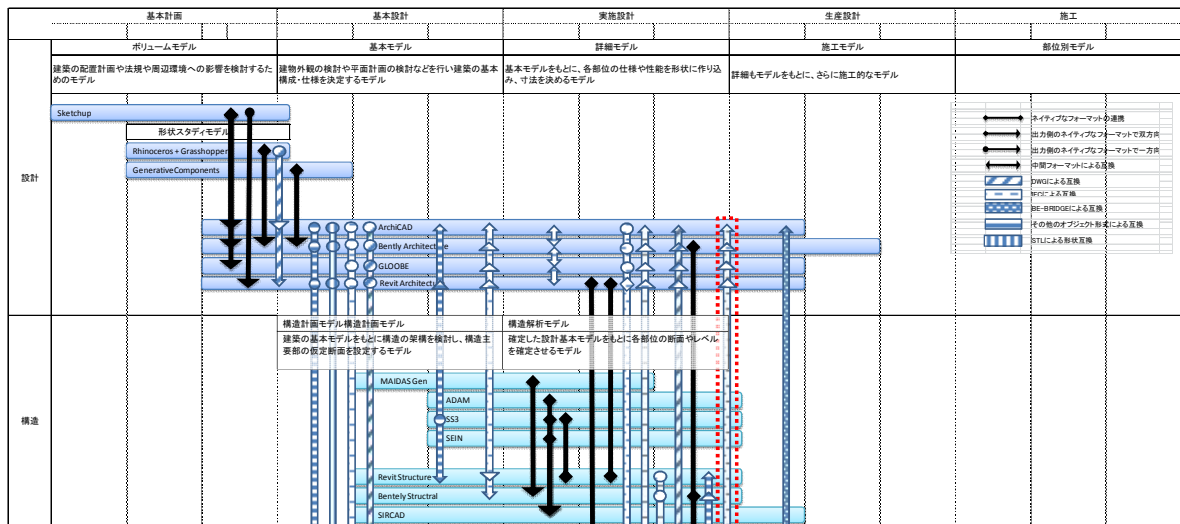 基本計画
基本設計
実施設計
生産設計
施工
ボリュームモデル
基本モデル
詳細モデル
施工モデル
部位別モデル
建築の配置計画や法規や周辺環境への影響を検討するた
めのモデル
建物外観の検討や平面計画の検討などを行い建築の基本
構成・仕様を決定するモデル
基本モデルをもとに、各部位の仕様や性能を形状に作り込
み、寸法を決めるモデル
詳細もモデルをもとに、さらに施工的なモデル
設計
Sketchup
形状スタディモデル
Rhinoceros + Grasshopper
GenerativeComponents
ArchiCAD
Bently Architecture
GLOOBE
Revit Architecture
ネイティブなフォーマットの連携
出力側のネイティブなフォーマットで双方向
出力側のネイティブなフォーマットで一方向
中間フォーマットによる互換
DWGによる互換
IFCによる互換
BE-BRIDGEによる互換
その他のオブジェクト形式による互換
STLによる形状互換
構造
構造計画モデル構造計画モデル
建築の基本モデルをもとに構造の架構を検討し、構造主
要部の仮定断面を設定するモデル
構造解析モデル
確定した設計基本モデルをもとに各部位の断面やレベル
を確定させるモデル
MAIDAS Gen
ADAM
SS3
SEIN
Revit Structure
Bentely Structral
SIRCAD